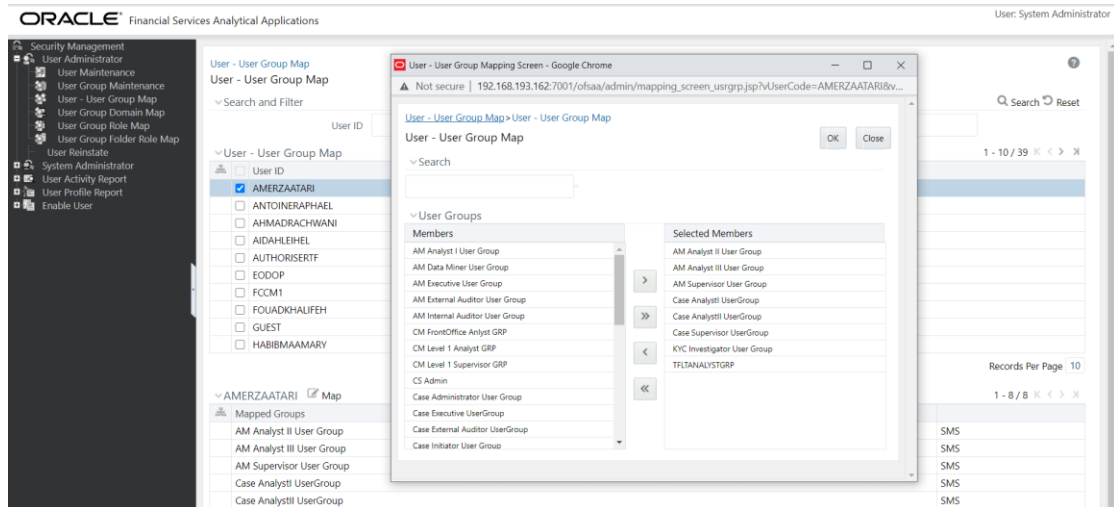 ORACLE Financial Services Analytical Applications
User: System Administrator
Security Management
User Administrator
User Maintenance
User Group Maintenance
User - User Group Map
User Group Domain Map
User Group Role Map
User Group Folder Role Map
User Reinstate
System Administrator
User Activity Report
User Profile Report
Enable User
User - User Group Map
User - User Group Map
Search and Filter
Search Reset
User ID
User - User Group Map
1 - 10 / 39
User ID
AMERZAATARI
ANTOINERAPHAEL
AHMADRACHWANI
AIDAHLEIHEL
AUTHORISERTF
EODOP
FCCM1
FOUADKHALIFEH
GUEST
HABIBMAAMARY
Records Per Page 10
AMERZAATARI Map
1 - 8 / 8
Mapped Groups
AM Analyst II User Group SMS
AM Analyst III User Group SMS
AM Supervisor User Group SMS
Case AnalystI UserGroup SMS
Case AnalystII UserGroup SMS
User - User Group Mapping Screen - Google Chrome
Not secure | 192.168.193.162:7001/ofsaa/admin/mapping_screen_usrgrp.jsp?vUserCode=AMERZAATARI&v...
User - User Group Map>User - User Group Map
User - User Group Map
OK Close
Search
User Groups
Members
AM Analyst I User Group
AM Data Miner User Group
AM Executive User Group
AM External Auditor User Group
AM Internal Auditor User Group
CM FrontOffice Anlyst GRP
CM Level 1 Analyst GRP
CM Level 1 Supervisor GRP
CS Admin
Case Administrator User Group
Case Executive UserGroup
Case External Auditor UserGroup
Case Initiator User Group
Selected Members
AM Analyst II User Group
AM Analyst III User Group
AM Supervisor User Group
Case AnalystI UserGroup
Case AnalystII UserGroup
Case Supervisor UserGroup
KYC Investigator User Group
TFLTANALYSTGRP